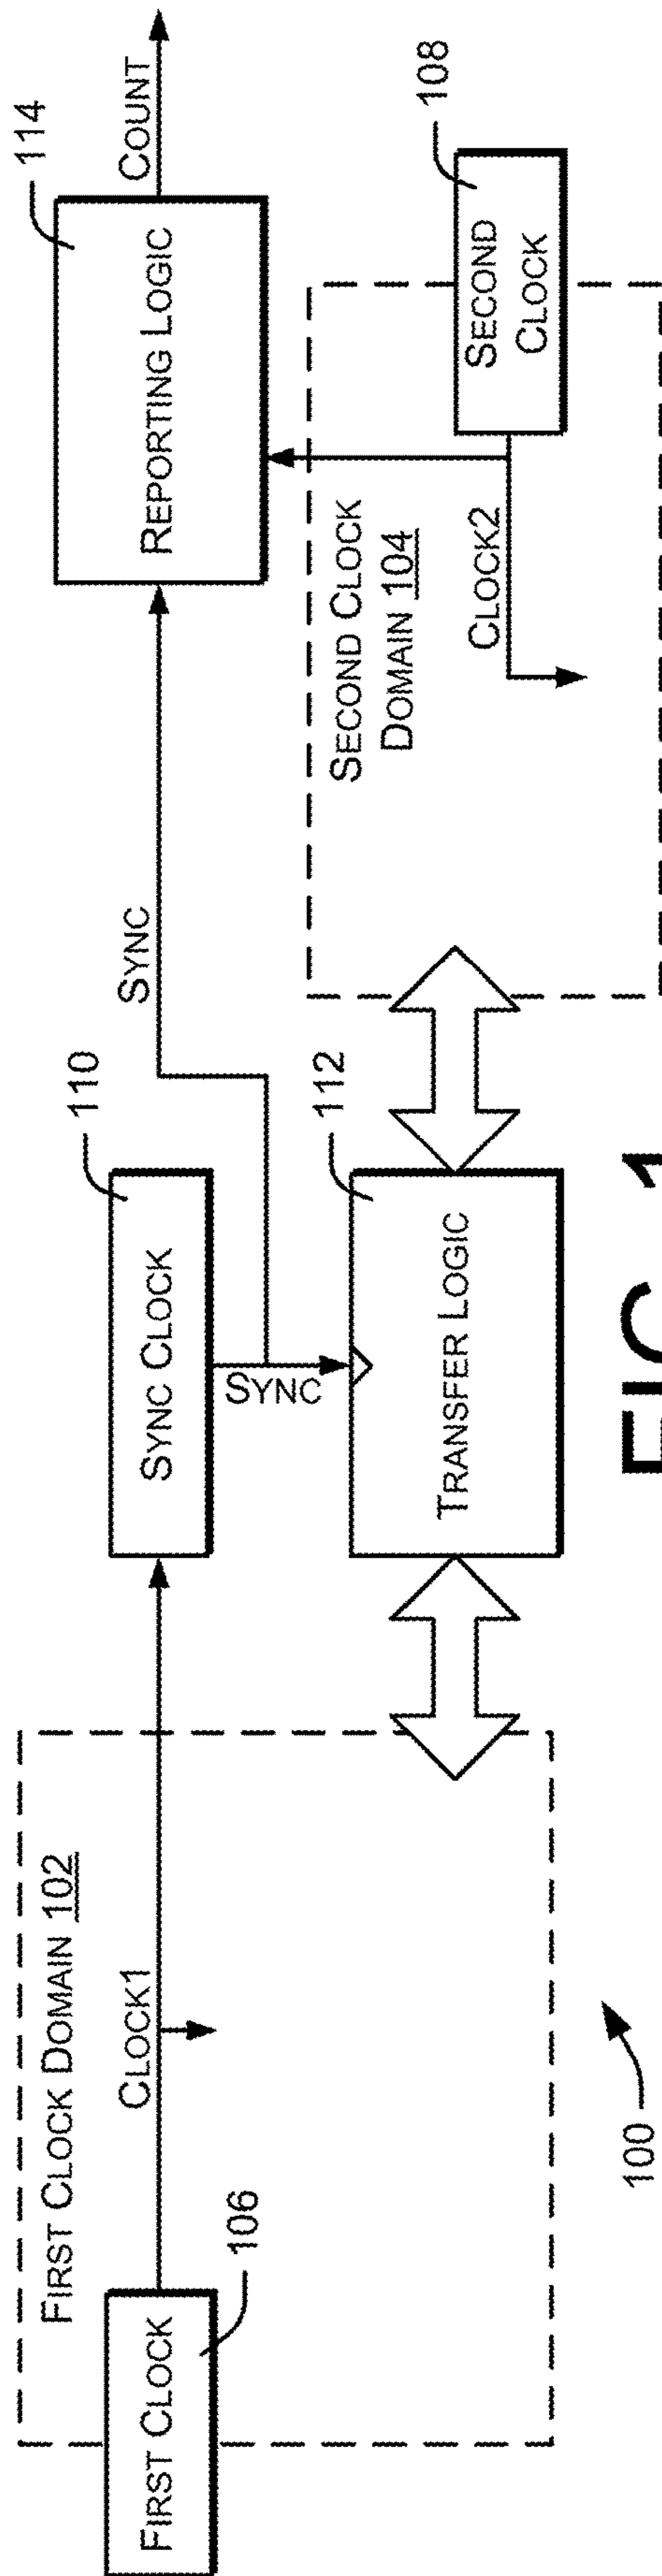 FIRST CLOCK DOMAIN 102
FIRST CLOCK
106
CLOCK1
SYNC CLOCK
110
SYNC
SYNC
REPORTING LOGIC
114
COUNT
TRANSFER LOGIC
112
SECOND CLOCK
DOMAIN 104
CLOCK2
SECOND
CLOCK
108
100
FIG. 1